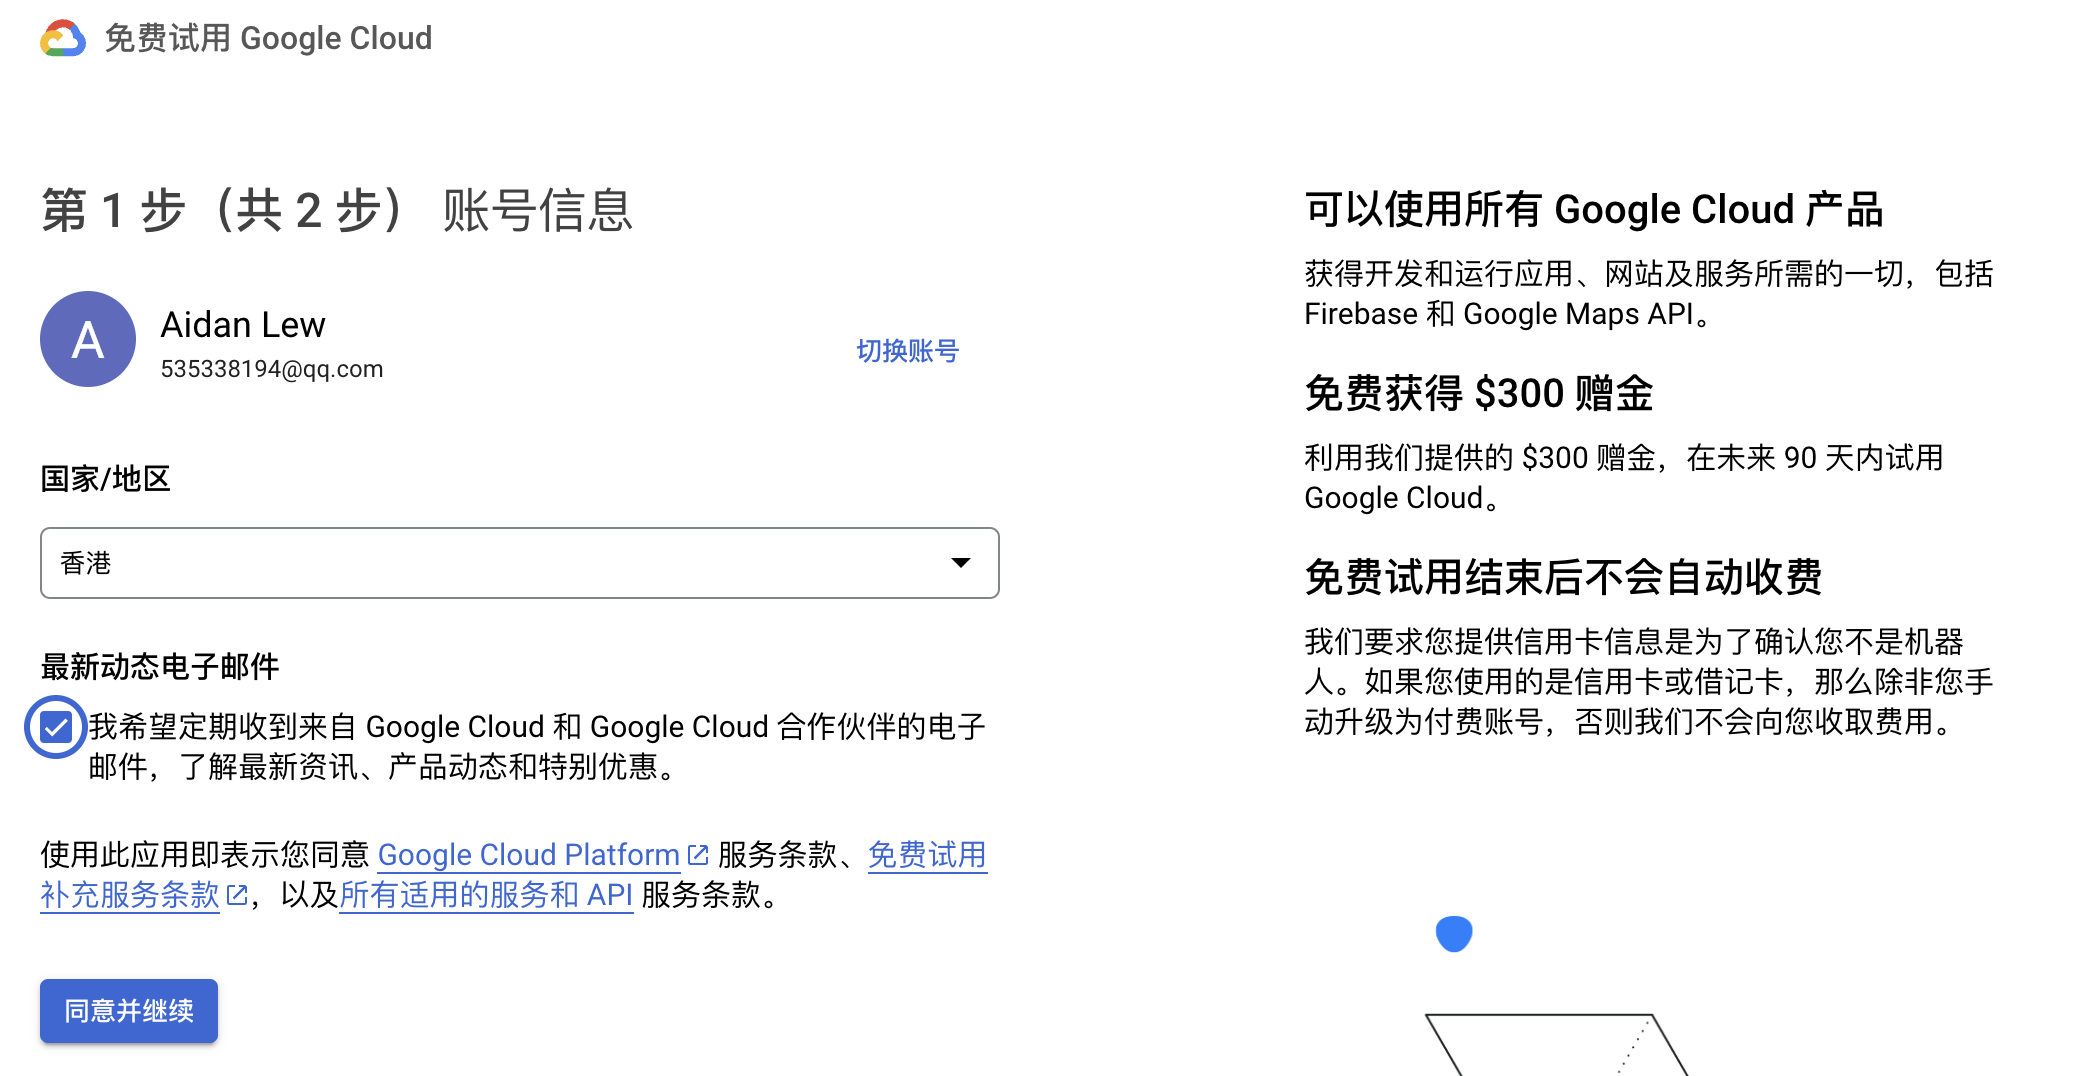 免费试用 Google Cloud
第 1 步（共 2 步） 账号信息
A
Aidan Lew
535338194@qq.com
切换账号
国家/地区
香港
最新动态电子邮件
我希望定期收到来自 Google Cloud 和 Google Cloud 合作伙伴的电子
邮件，了解最新资讯、产品动态和特别优惠。
使用此应用即表示您同意 Google Cloud Platform 服务条款、免费试用
补充服务条款，以及所有适用的服务和 API 服务条款。
同意并继续
可以使用所有 Google Cloud 产品
获得开发和运行应用、网站及服务所需的一切，包括
Firebase 和 Google Maps API。
免费获得 $300 赠金
利用我们提供的 $300 赠金，在未来 90 天内试用
Google Cloud。
免费试用结束后不会自动收费
我们要求您提供信用卡信息是为了确认您不是机器
人。如果您使用的是信用卡或借记卡，那么除非您手
动升级为付费账号，否则我们不会向您收取费用。